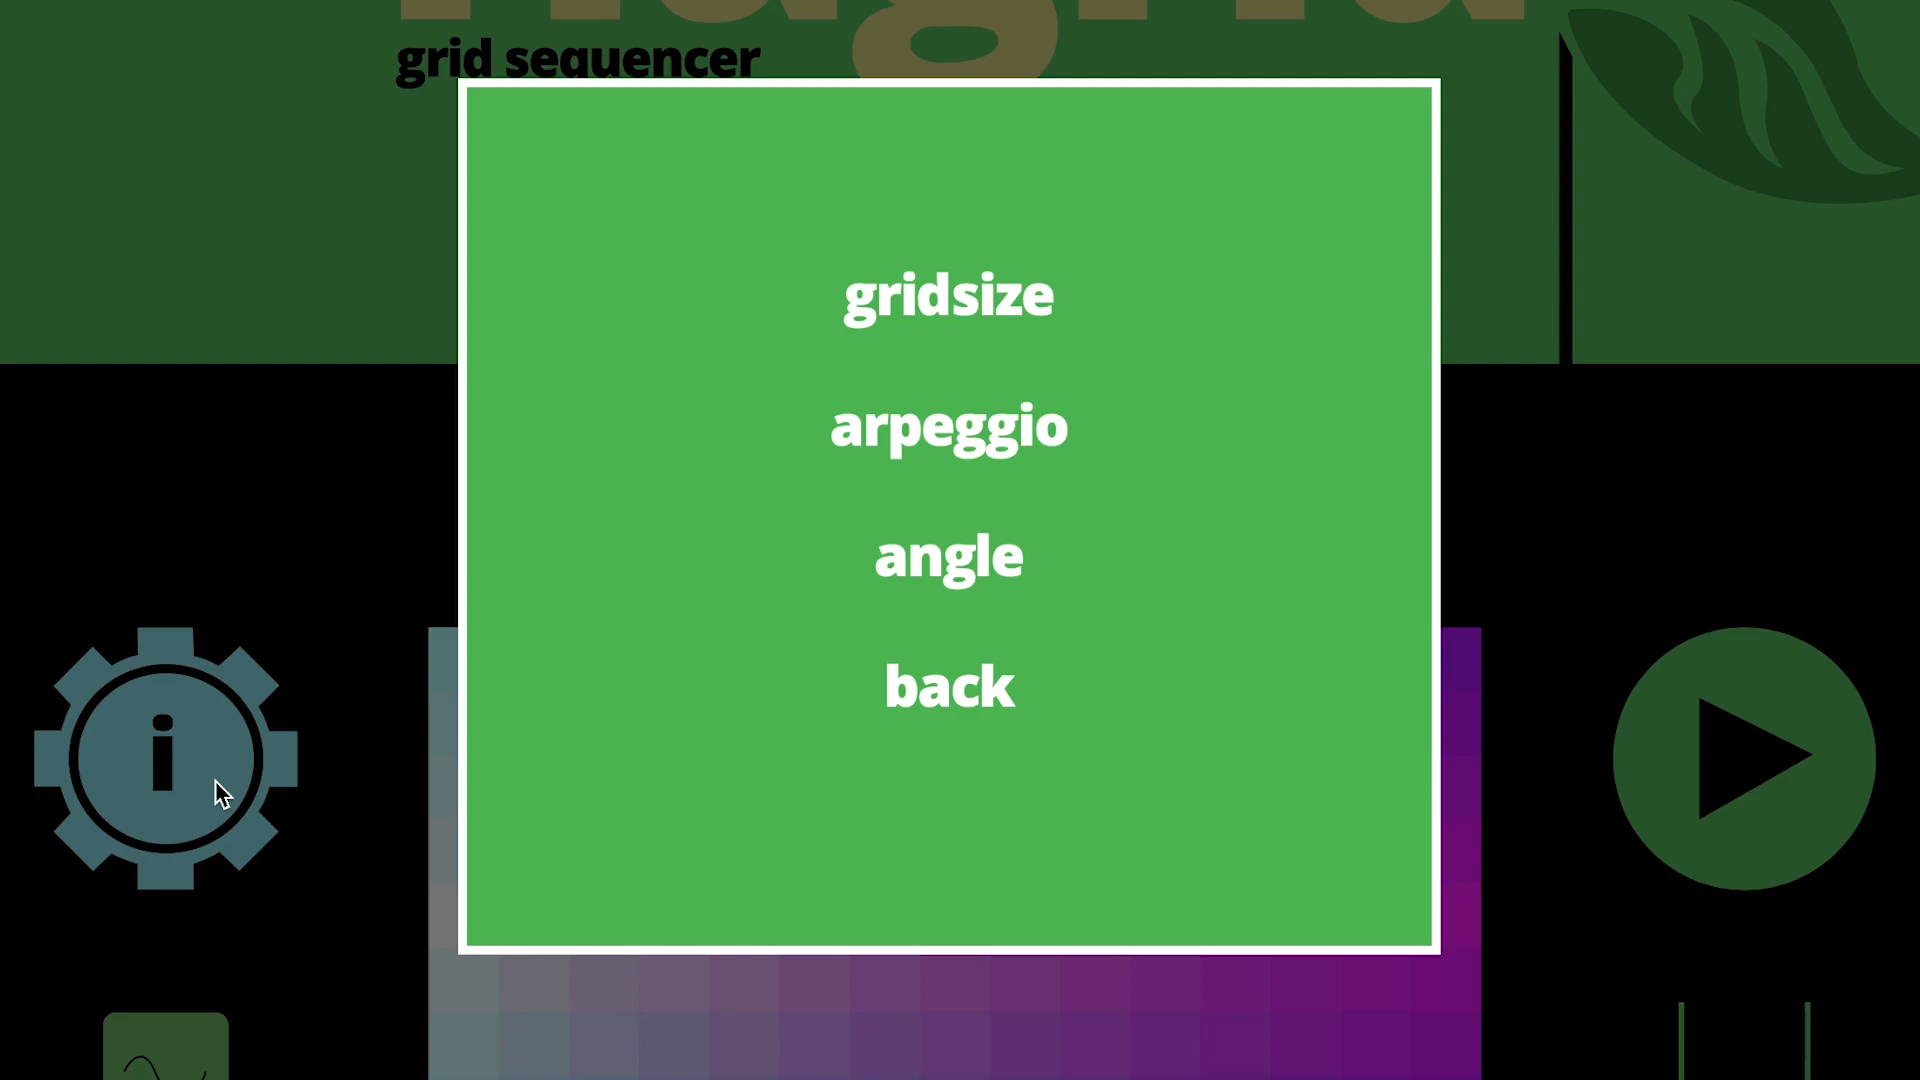 grid sequencer
gridsize
arpeggio
angle
back
i